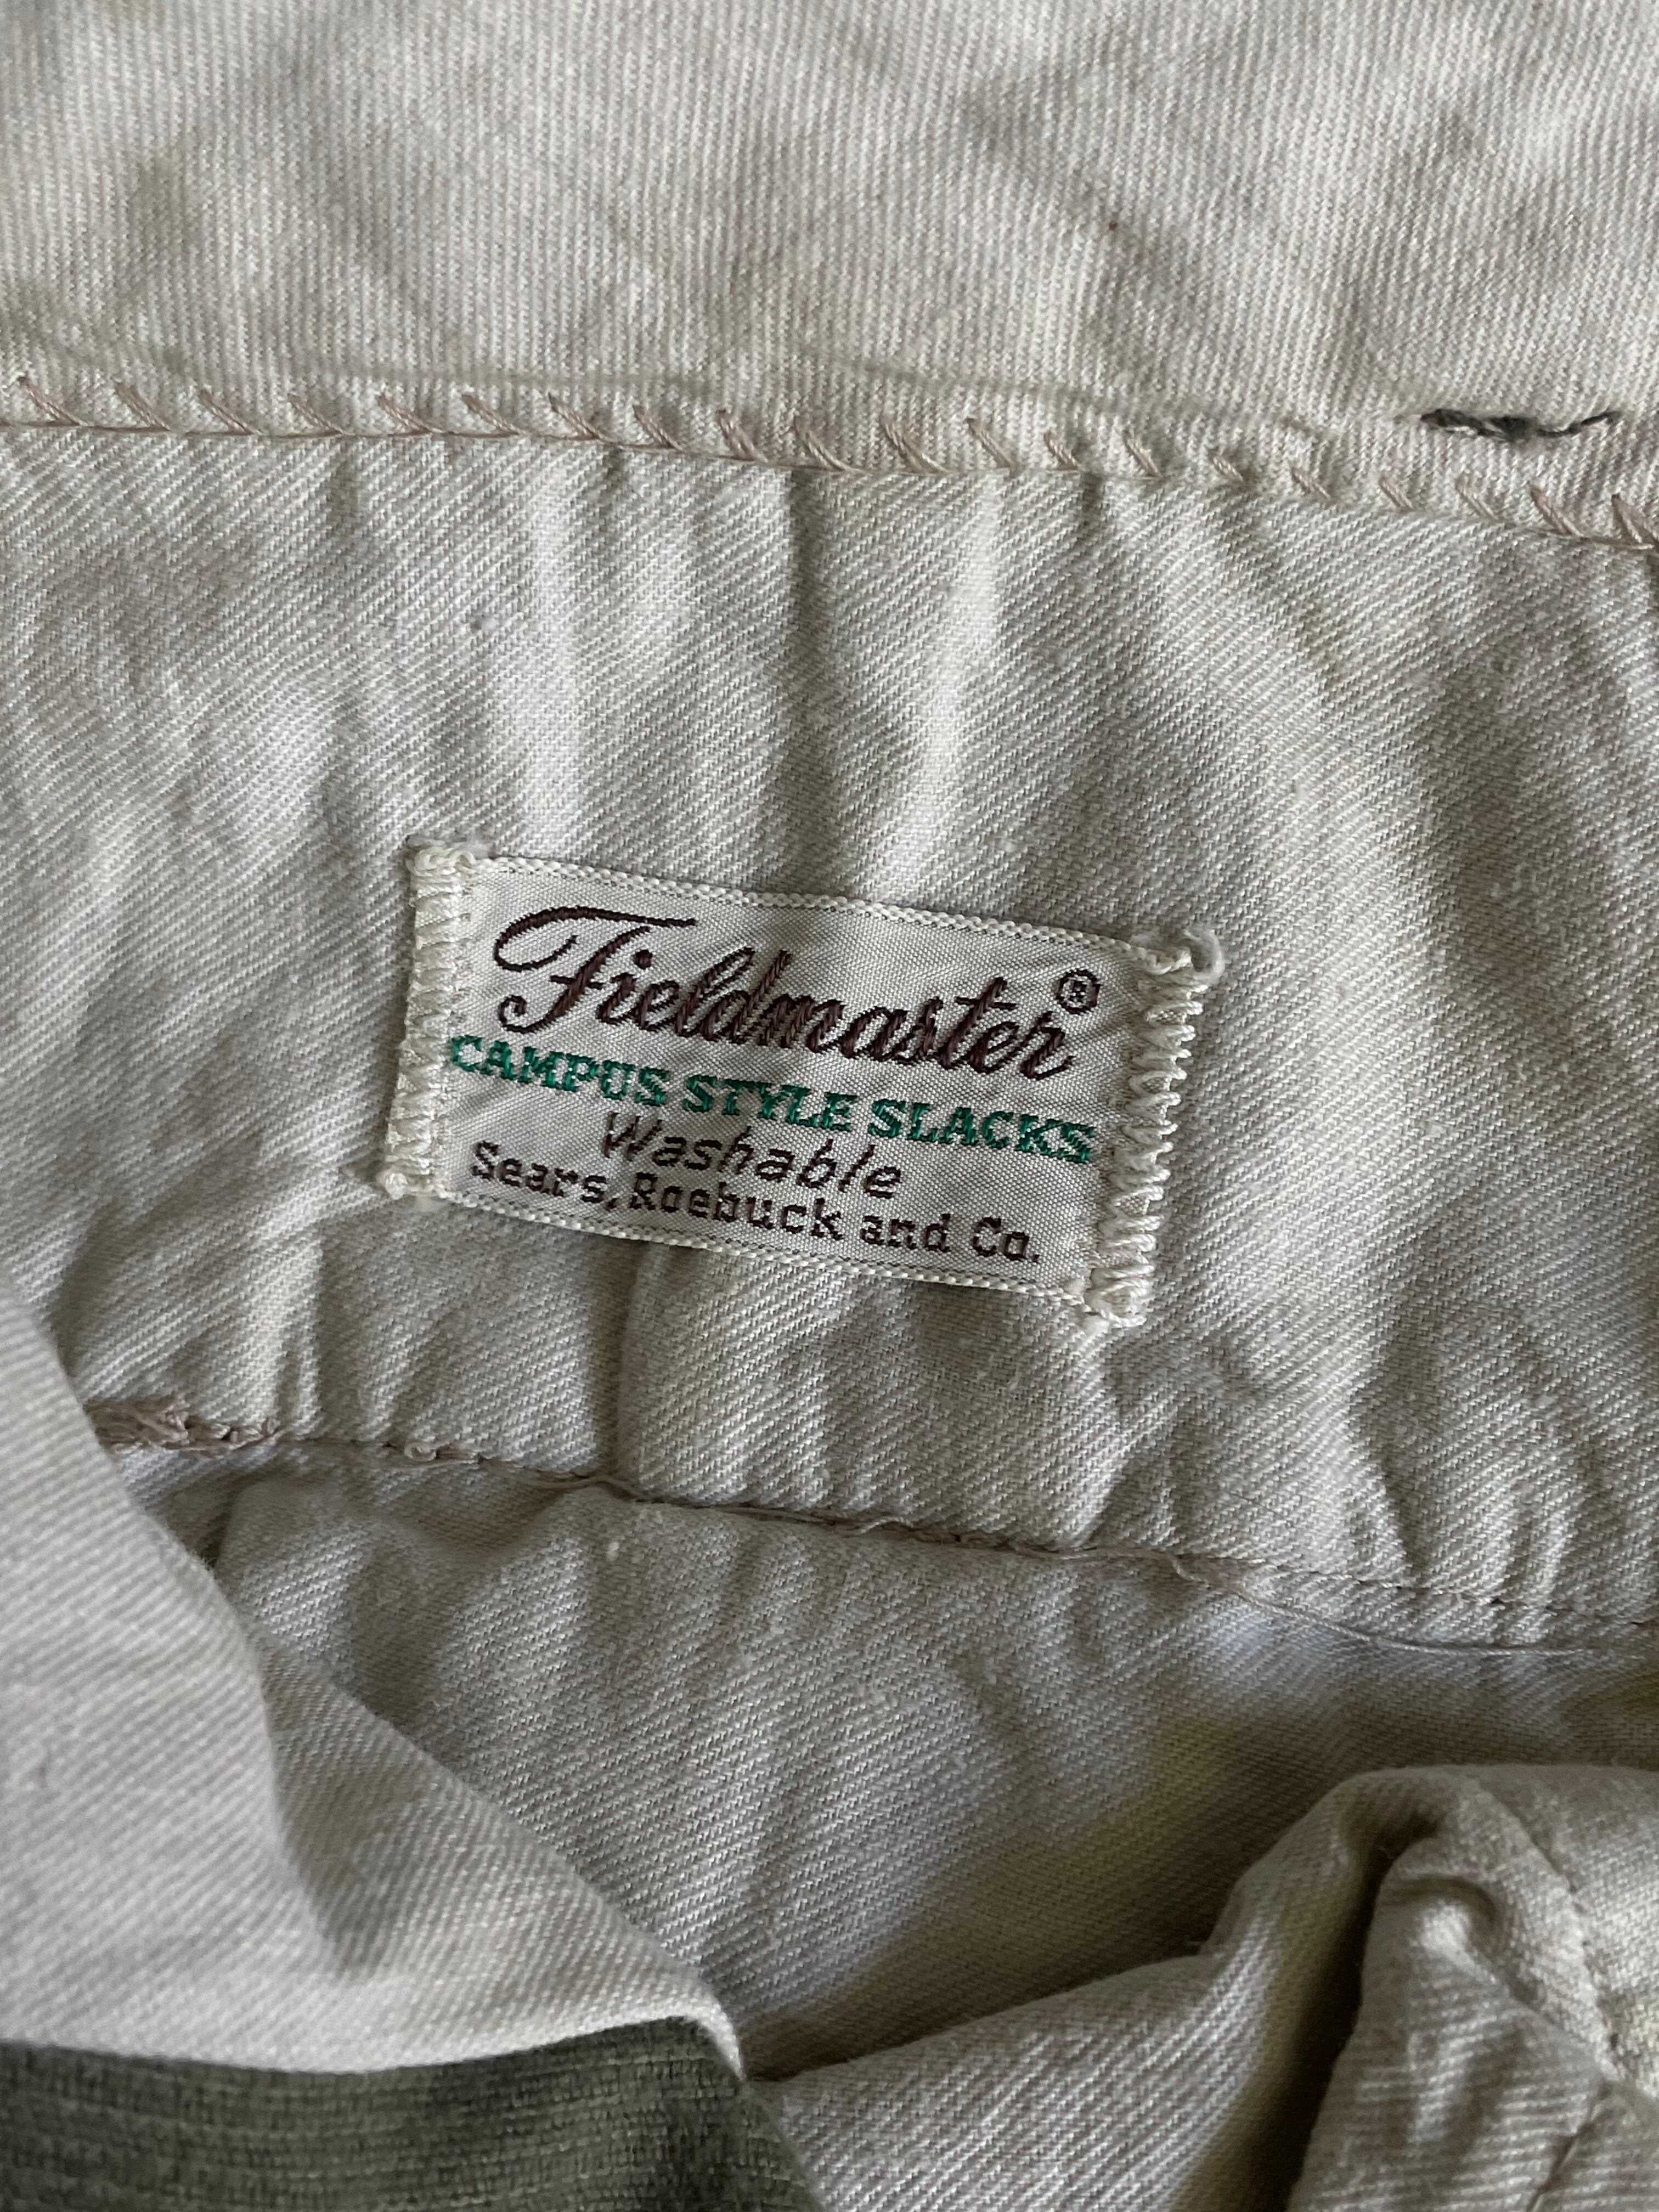 Fieldmaster®
CAMPUS STYLE SLACKS
Washable
Sears, Roebuck and Co.